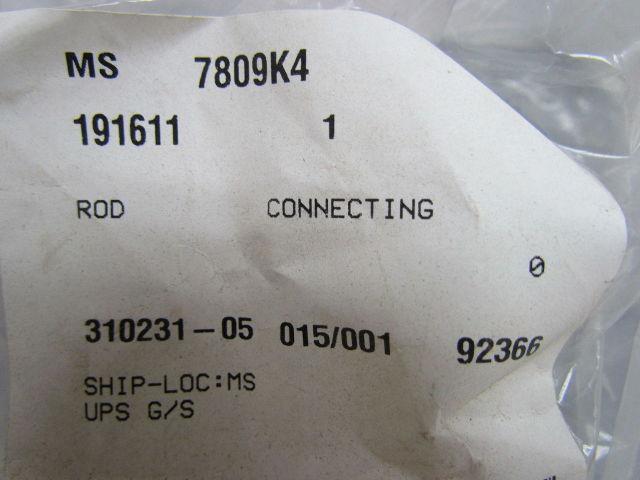 MS 7809K4
191611 1
ROD CONNECTING
0
310231-05 015/001 92366
SHIP-LOC:MS
UPS G/S